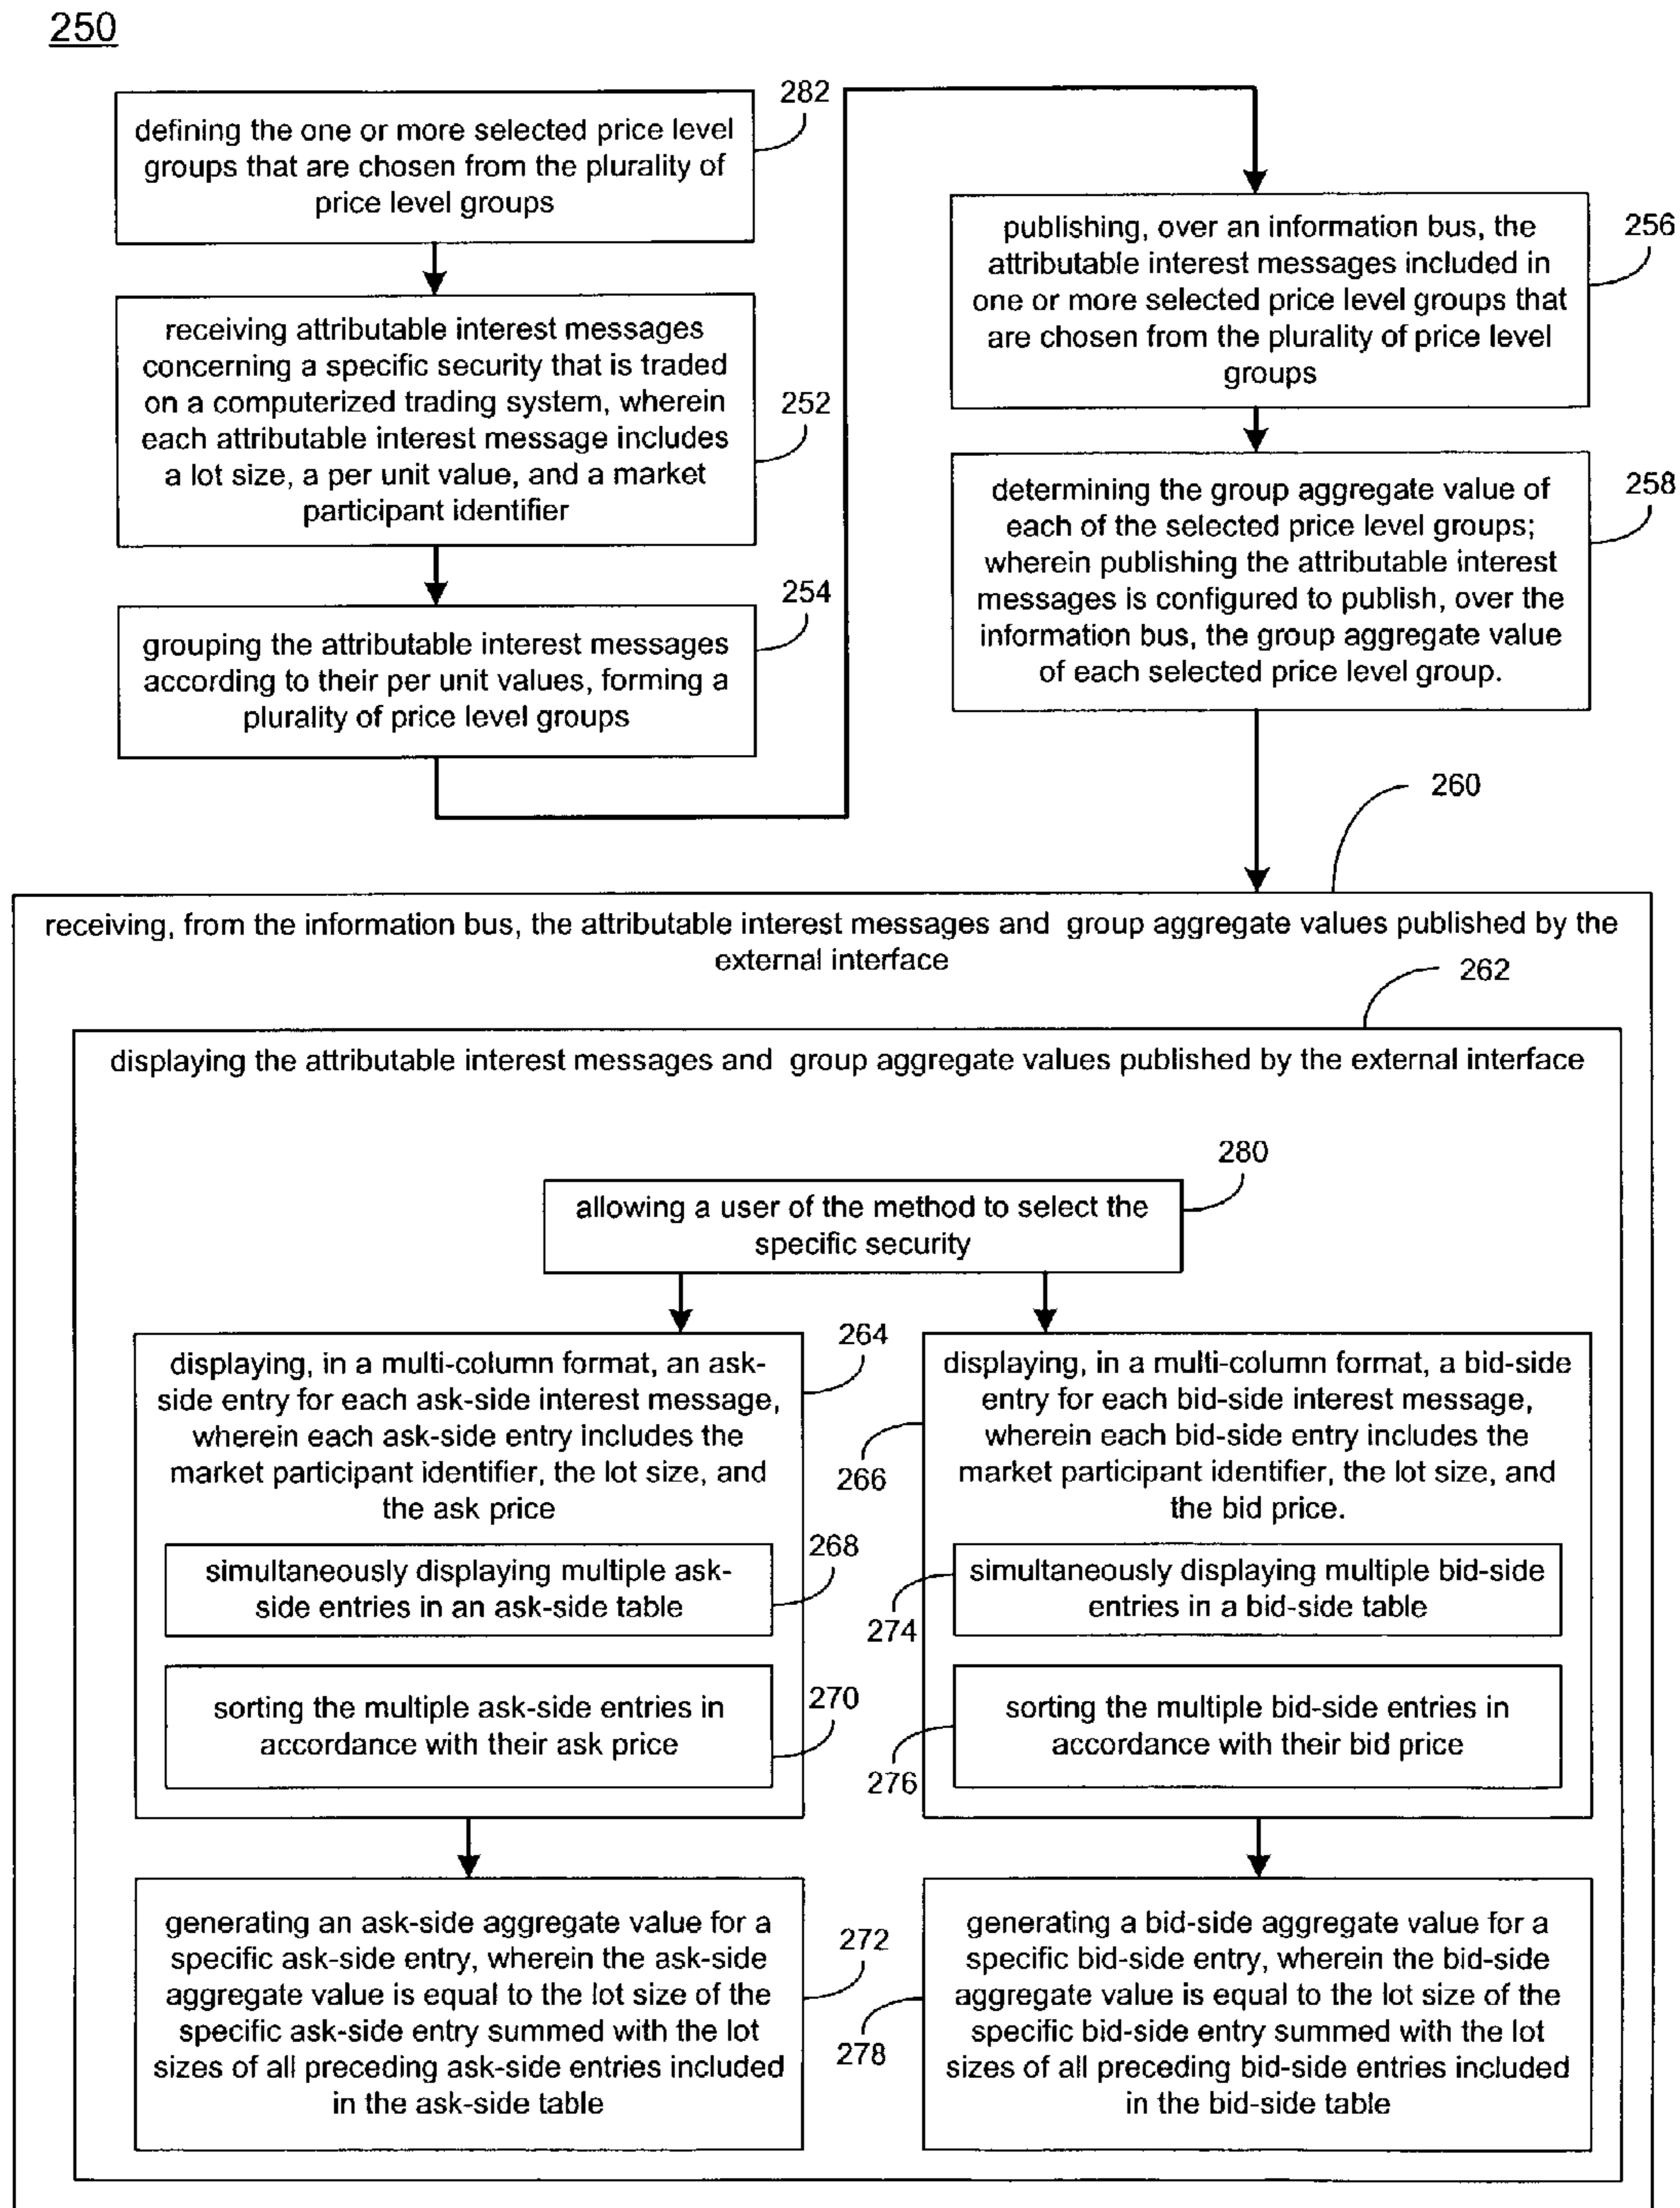 250
282
defining the one or more selected price level
groups that are chosen from the plurality of
price level groups
252
receiving attributable interest messages
concerning a specific security that is traded
on a computerized trading system, wherein
each attributable interest message includes
a lot size, a per unit value, and a market
participant identifier
254
grouping the attributable interest messages
according to their per unit values, forming a
plurality of price level groups
256
publishing, over an information bus, the
attributable interest messages included in
one or more selected price level groups that
are chosen from the plurality of price level
groups
258
determining the group aggregate value of
each of the selected price level groups;
wherein publishing the attributable interest
messages is configured to publish, over the
information bus, the group aggregate value
of each selected price level group.
260
receiving, from the information bus, the attributable interest messages and group aggregate values published by the
external interface
262
displaying the attributable interest messages and group aggregate values published by the external interface
280
allowing a user of the method to select the
specific security
264
displaying, in a multi-column format, an ask-
side entry for each ask-side interest message,
wherein each ask-side entry includes the
market participant identifier, the lot size, and
the ask price
268
simultaneously displaying multiple ask-
side entries in an ask-side table
270
sorting the multiple ask-side entries in
accordance with their ask price
272
generating an ask-side aggregate value for a
specific ask-side entry, wherein the ask-side
aggregate value is equal to the lot size of the
specific ask-side entry summed with the lot
sizes of all preceding ask-side entries included
in the ask-side table
266
displaying, in a multi-column format, a bid-side
entry for each bid-side interest message,
wherein each bid-side entry includes the
market participant identifier, the lot size, and
the bid price.
274
simultaneously displaying multiple bid-side
entries in a bid-side table
276
sorting the multiple bid-side entries in
accordance with their bid price
278
generating a bid-side aggregate value for a
specific bid-side entry, wherein the bid-side
aggregate value is equal to the lot size of the
specific bid-side entry summed with the lot
sizes of all preceding bid-side entries included
in the bid-side table